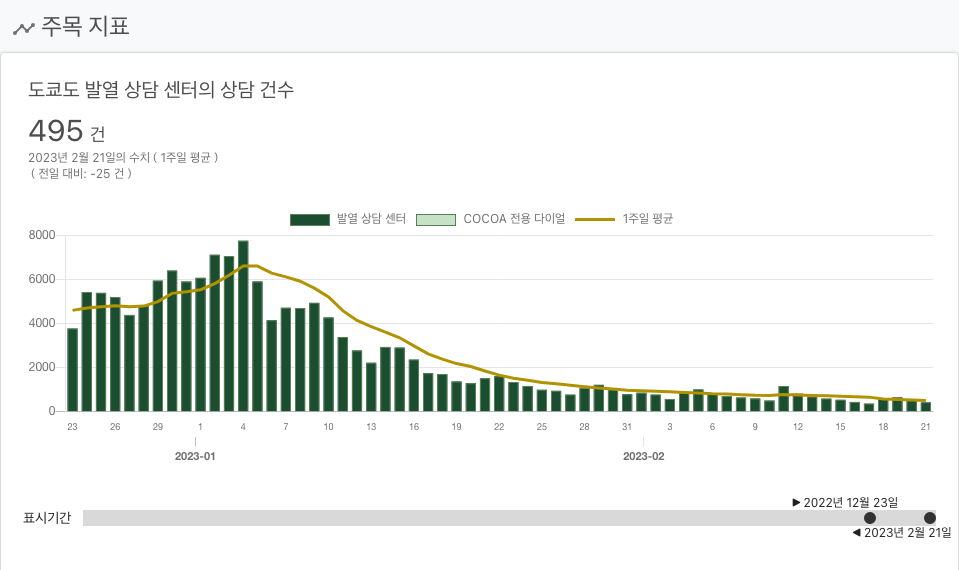 주목 지표
도쿄도 발열 상담 센터의 상담 건수
495 건
2023년 2월 21일의 수치 ( 1주일 평균 )
( 전일 대비: -25 건 )
발열 상담 센터 COCOA 전용 다이얼 1주일 평균
8000
6000
4000
2000
0
23 26 29 1 4 7 10 13 16 19 22 25 28 31 3 6 9 12 15 18 21
2023-01 2023-02
▶ 2022년 12월 23일
표시기간
◀ 2023년 2월 21일